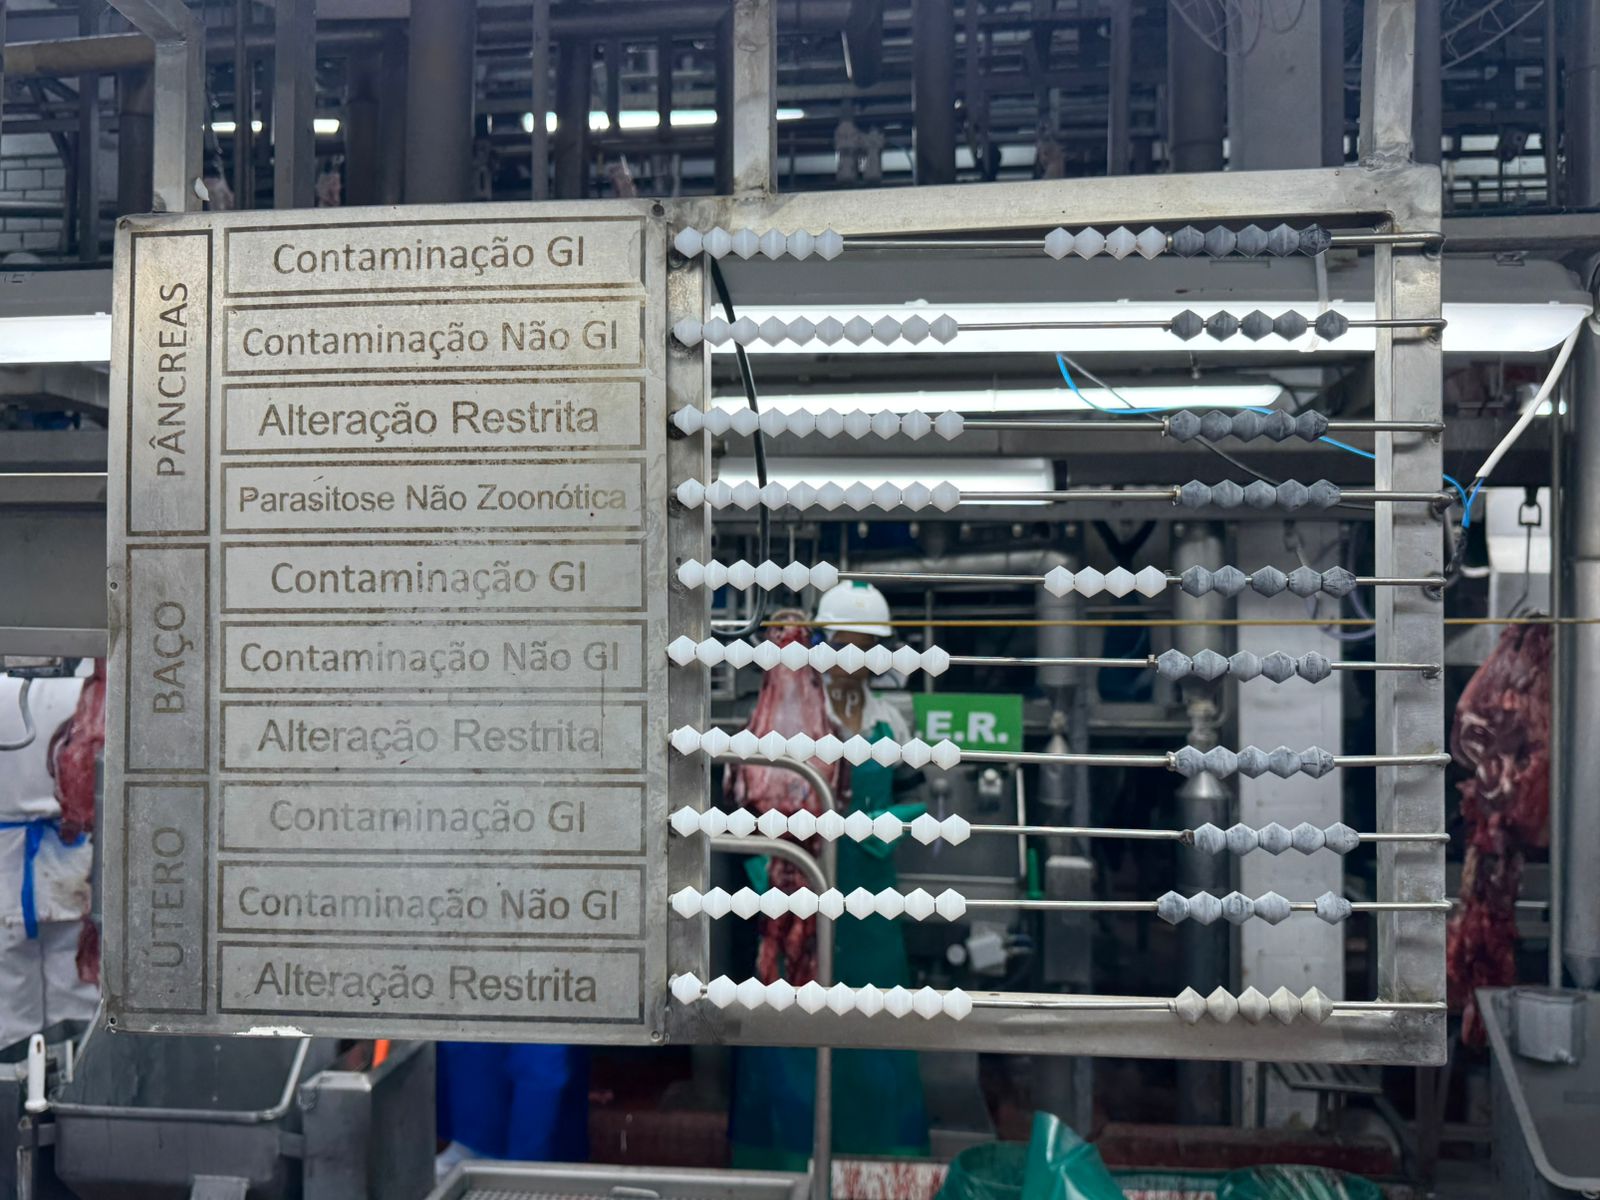 PÂNCREAS
Contaminação GI
Contaminação Não GI
Alteração Restrita
Parasitose Não Zoonótica
BAÇO
Contaminação GI
Contaminação Não GI
Alteração Restrita
ÚTERO
Contaminação GI
Contaminação Não GI
Alteração Restrita
.E.R.